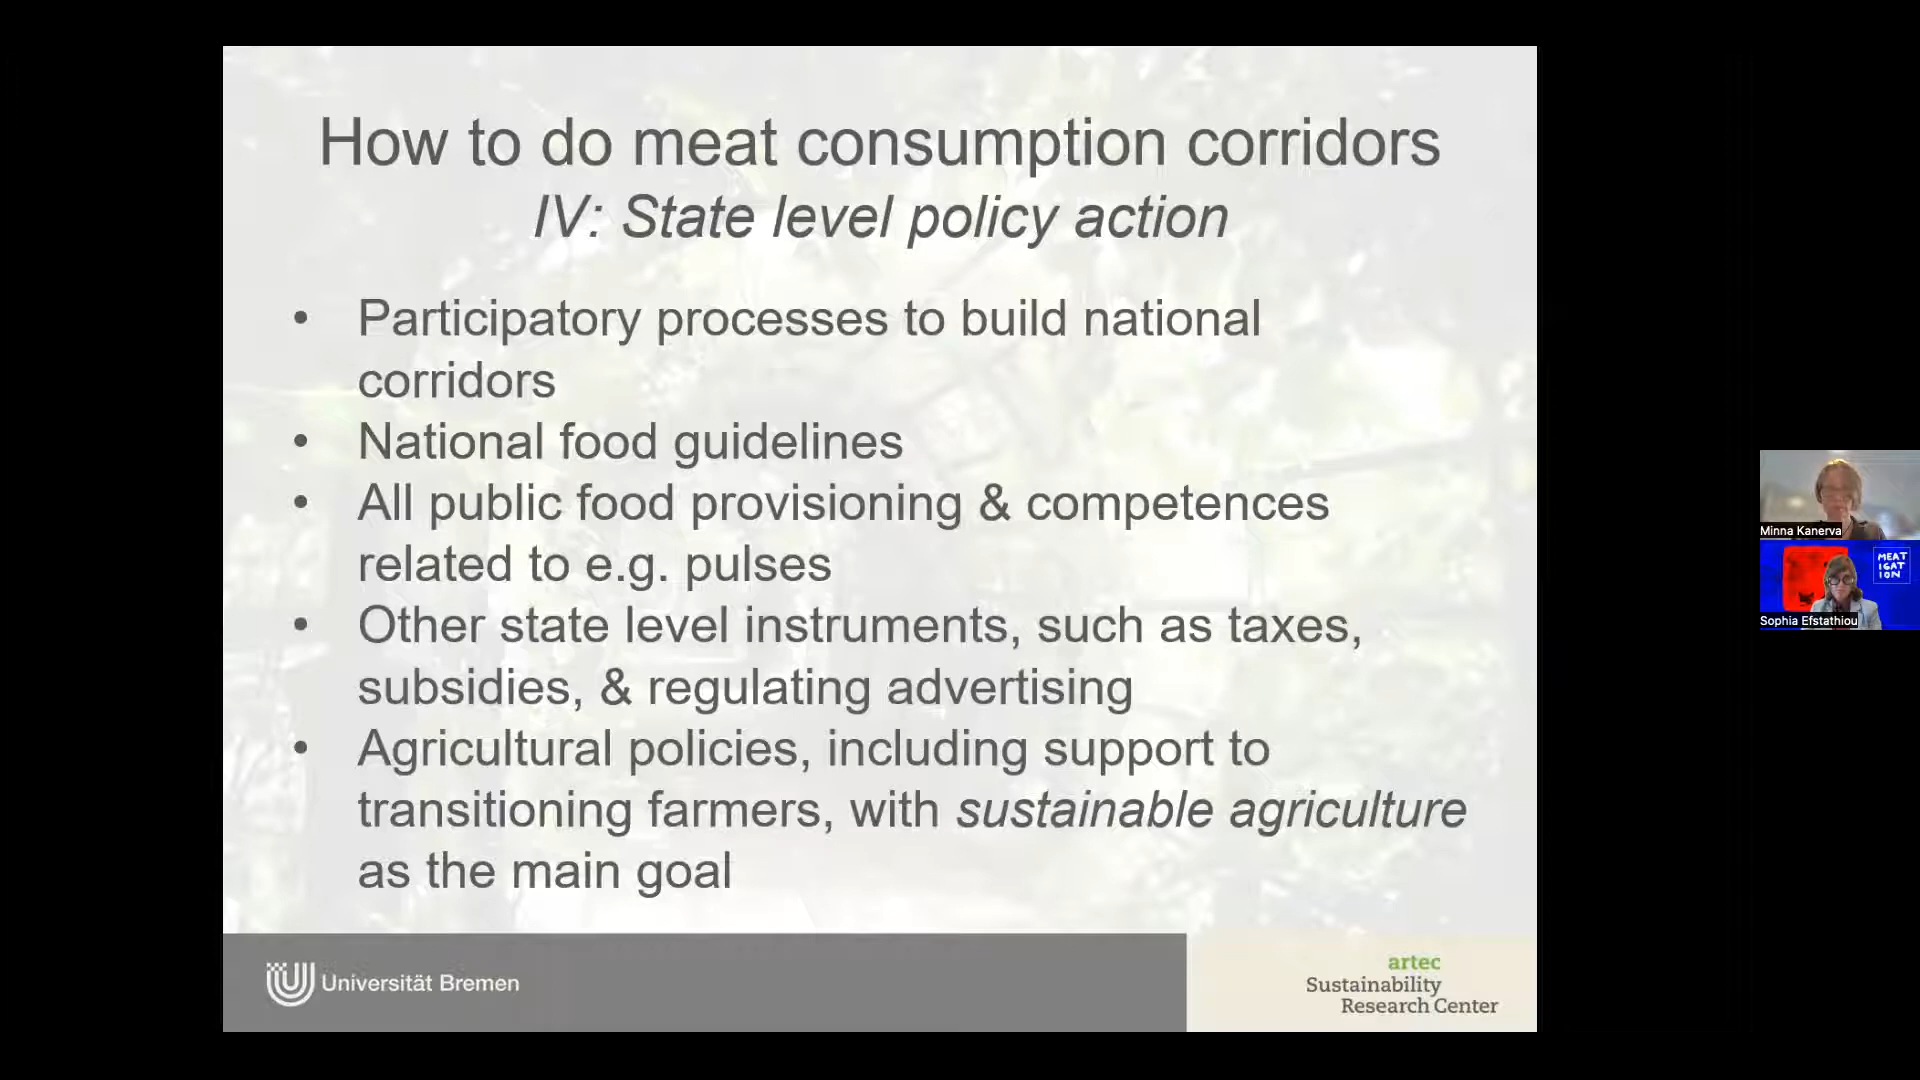 How to do meat consumption corridors
IV: State level policy action
• Participatory processes to build national
corridors
• National food guidelines
• All public food provisioning & competences
related to e.g. pulses
• Other state level instruments, such as taxes,
subsidies, & regulating advertising
• Agricultural policies, including support to
transitioning farmers, with sustainable agriculture
as the main goal
Universität Bremen
artec
Sustainability
Research Center
Minna Kanerva
MEAT
IGAT
ION
Sophia Efstathiou